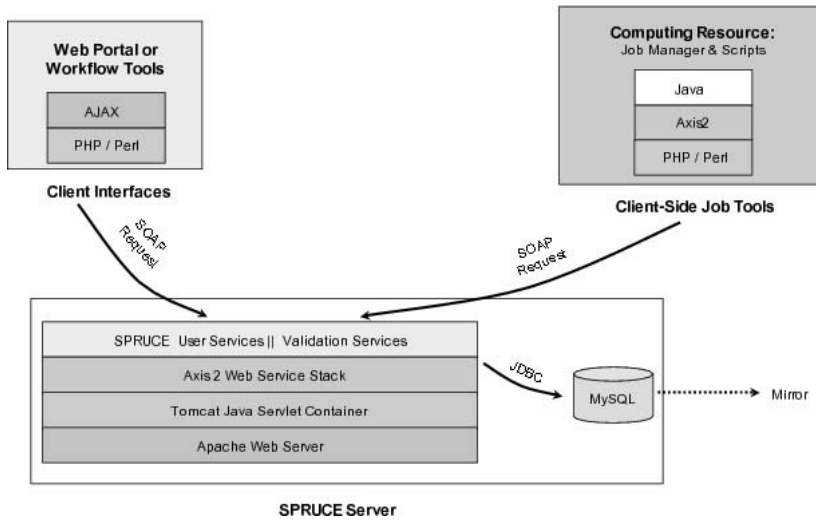 Web Portal or
Workflow Tools
AJAX
PHP / Perl
Client Interfaces
Computing Resource:
Job Manager & Scripts
Java
Axis2
PHP / Perl
Client-Side Job Tools
SOAP
Request
SOAP
Request
SPRUCE User Services || Validation Services
Axis2 Web Service Stack
Tomcat Java Servlet Container
Apache Web Server
JDBC
MySQL
Mirror
SPRUCE Server